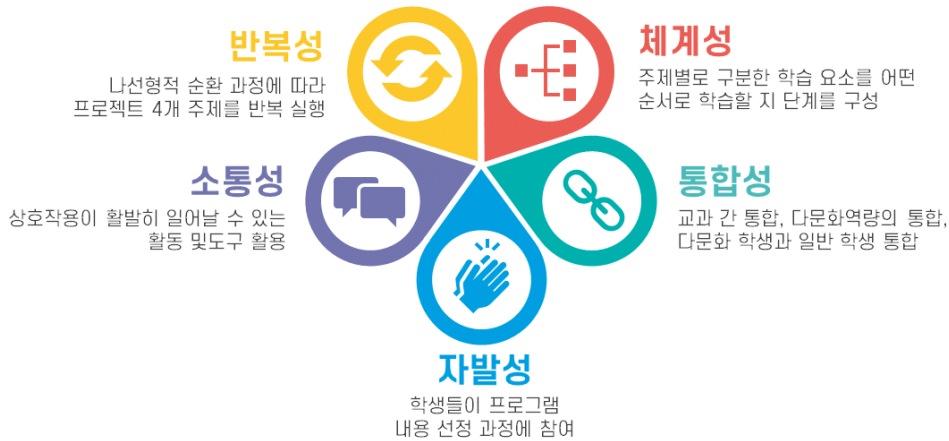 반복성
나선형적 순환 과정에 따라
프로젝트 4개 주제를 반복 실행
체계성
주제별로 구분한 학습 요소를 어떤
순서로 학습할 지 단계를 구성
소통성
상호작용이 활발히 일어날 수 있는
활동 및도구 활용
통합성
교과 간 통합, 다문화역량의 통합,
다문화 학생과 일반 학생 통합
자발성
학생들이 프로그램
내용 선정 과정에 참여